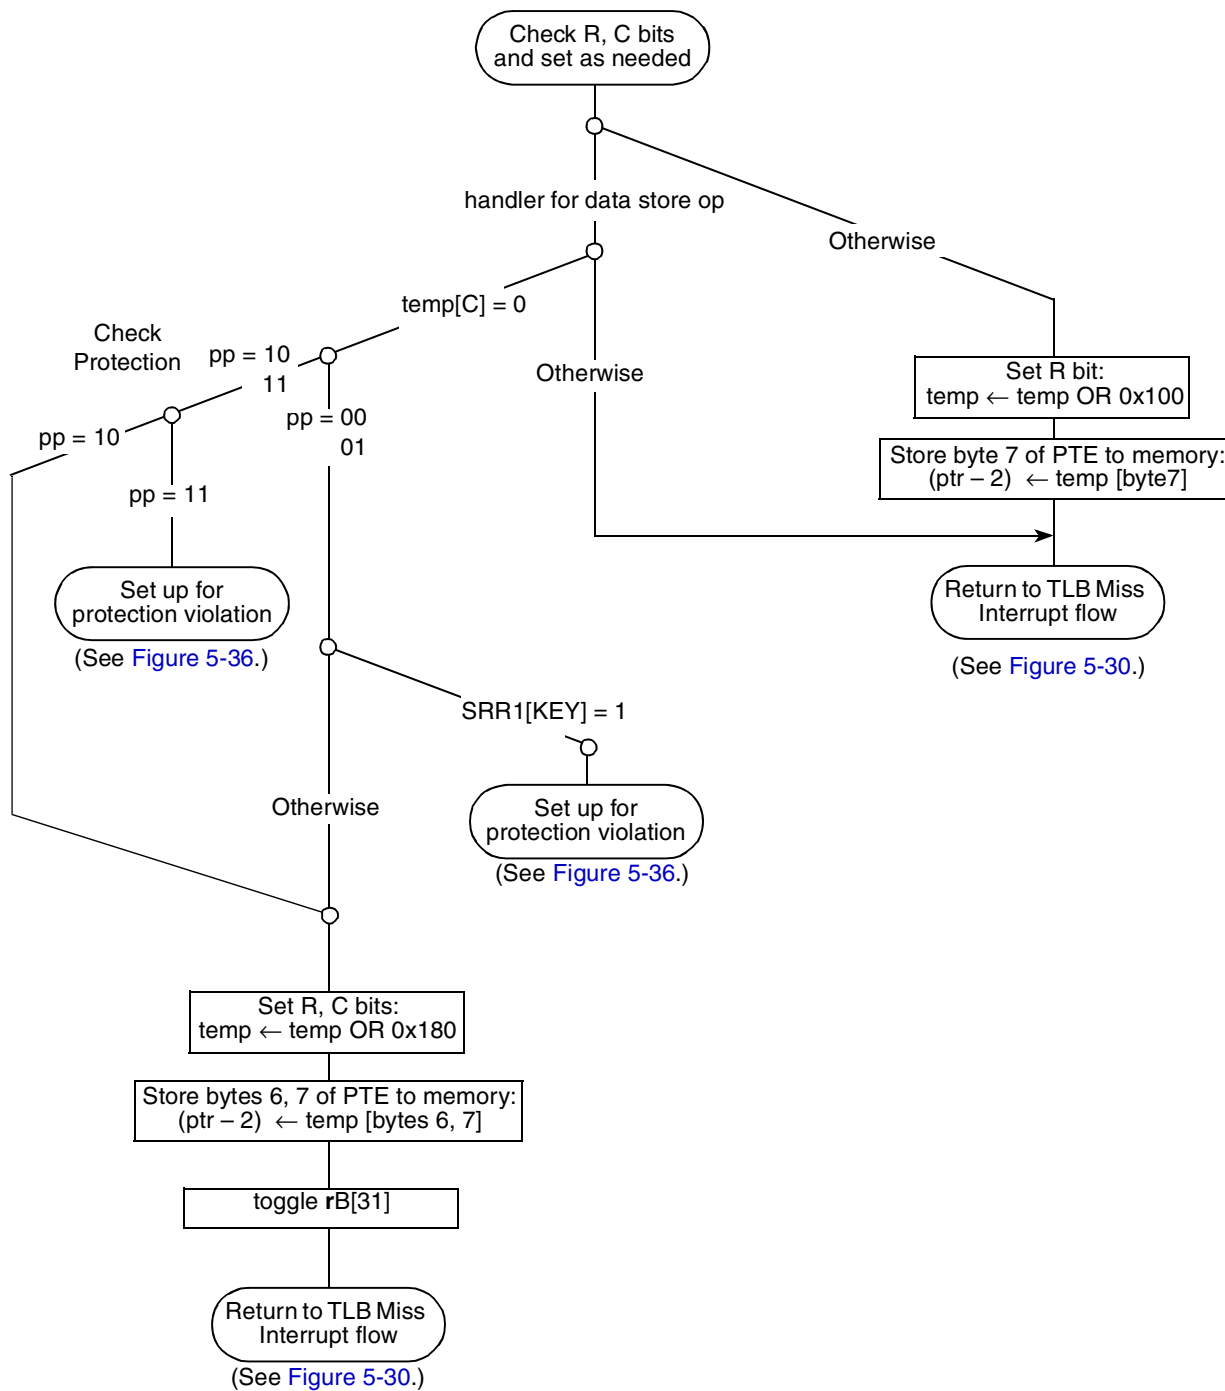 Check R, C bits
and set as needed
handler for data store op
Otherwise
temp[C] = 0
Check
Protection
pp = 10
11
Otherwise
Set R bit:
temp ← temp OR 0x100
pp = 00
01
pp = 10
Store byte 7 of PTE to memory:
(ptr – 2) ← temp [byte7]
pp = 11
Set up for
protection violation
(See Figure 5-36.)
Return to TLB Miss
Interrupt flow
(See Figure 5-30.)
SRR1[KEY] = 1
Otherwise
Set up for
protection violation
(See Figure 5-36.)
Set R, C bits:
temp ← temp OR 0x180
Store bytes 6, 7 of PTE to memory:
(ptr – 2) ← temp [bytes 6, 7]
toggle rB[31]
Return to TLB Miss
Interrupt flow
(See Figure 5-30.)